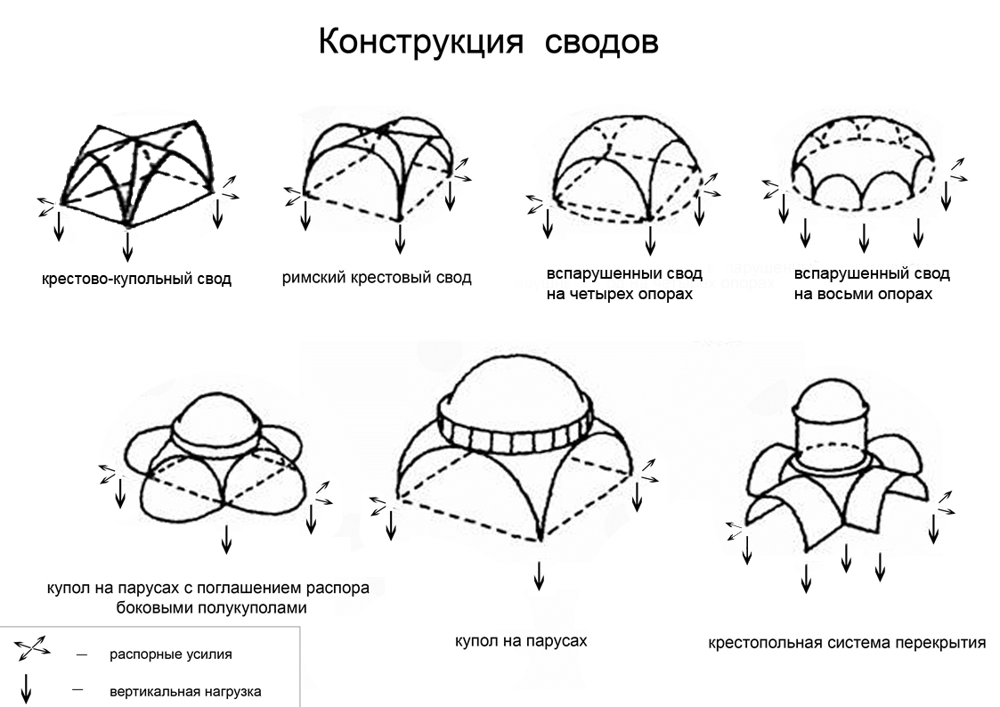 Конструкция сводов
крестово-купольный свод
римский крестовый свод
вспарушенныи свод
на четырех опорах
вспарушенный свод
на восьми опорах
купол на парусах с поглашением распора
боковыми полукуполами
купол на парусах
крестопольная система перекрытия
— распорные усилия
— вертикальная нагрузка